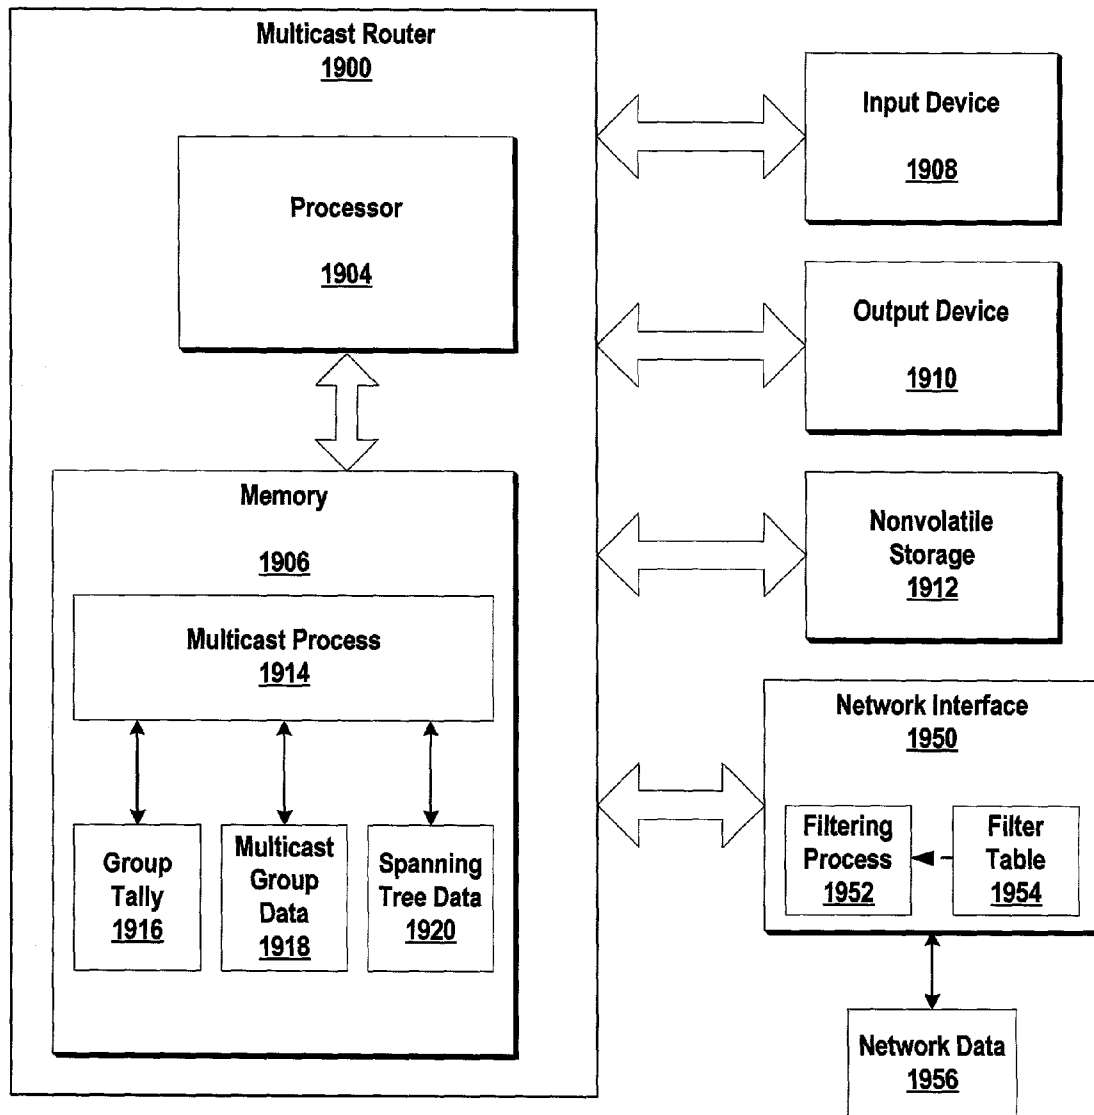 Multicast Router
1900
Processor
1904
Memory
1906
Multicast Process
1914
Group
Tally
1916
Multicast
Group
Data
1918
Spanning
Tree Data
1920
Input Device
1908
Output Device
1910
Nonvolatile
Storage
1912
Network Interface
1950
Filtering
Process
1952
Filter
Table
1954
Network Data
1956